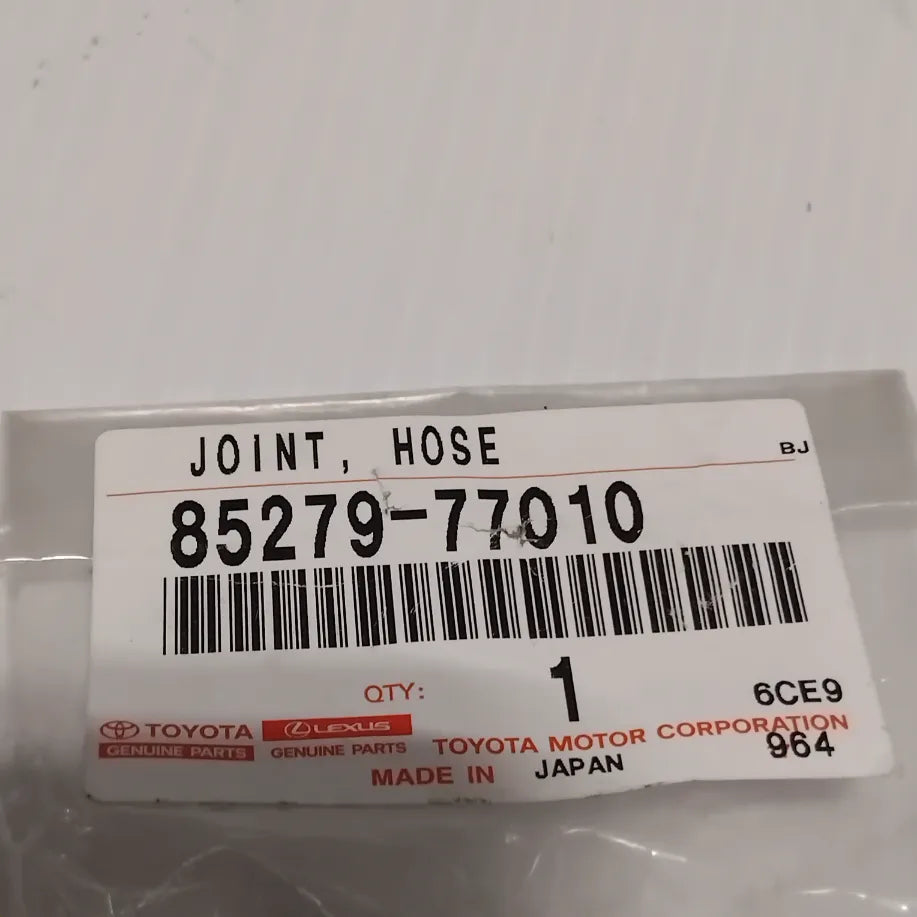 JOINT, HOSE
BJ
85279-77010
QTY: 1
6CE9
TOYOTA
GENUINE PARTS
LEXUS
GENUINE PARTS
TOYOTA MOTOR CORPORATION
964
MADE IN JAPAN